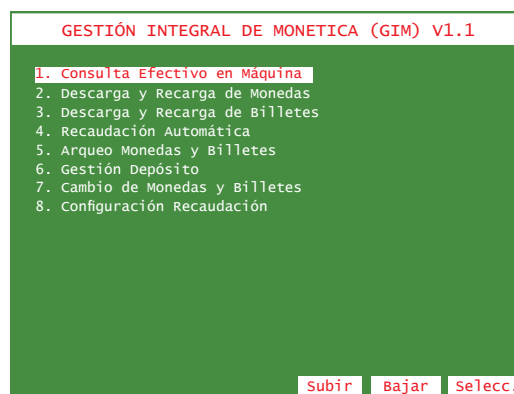 GESTIÓN INTEGRAL DE MONETICA (GIM) V1.1
1. Consulta Efectivo en Máquina
2. Descarga y Recarga de Monedas
3. Descarga y Recarga de Billetes
4. Recaudación Automática
5. Arqueo Monedas y Billetes
6. Gestión Depósito
7. Cambio de Monedas y Billetes
8. Configuración Recaudación
Subir Bajar Selecc.